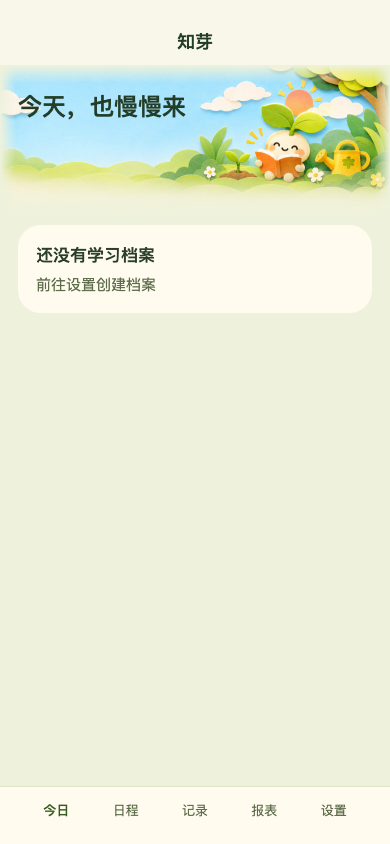 知芽
今天，也慢慢来
还没有学习档案
前往设置创建档案
今日
日程
记录
报表
设置